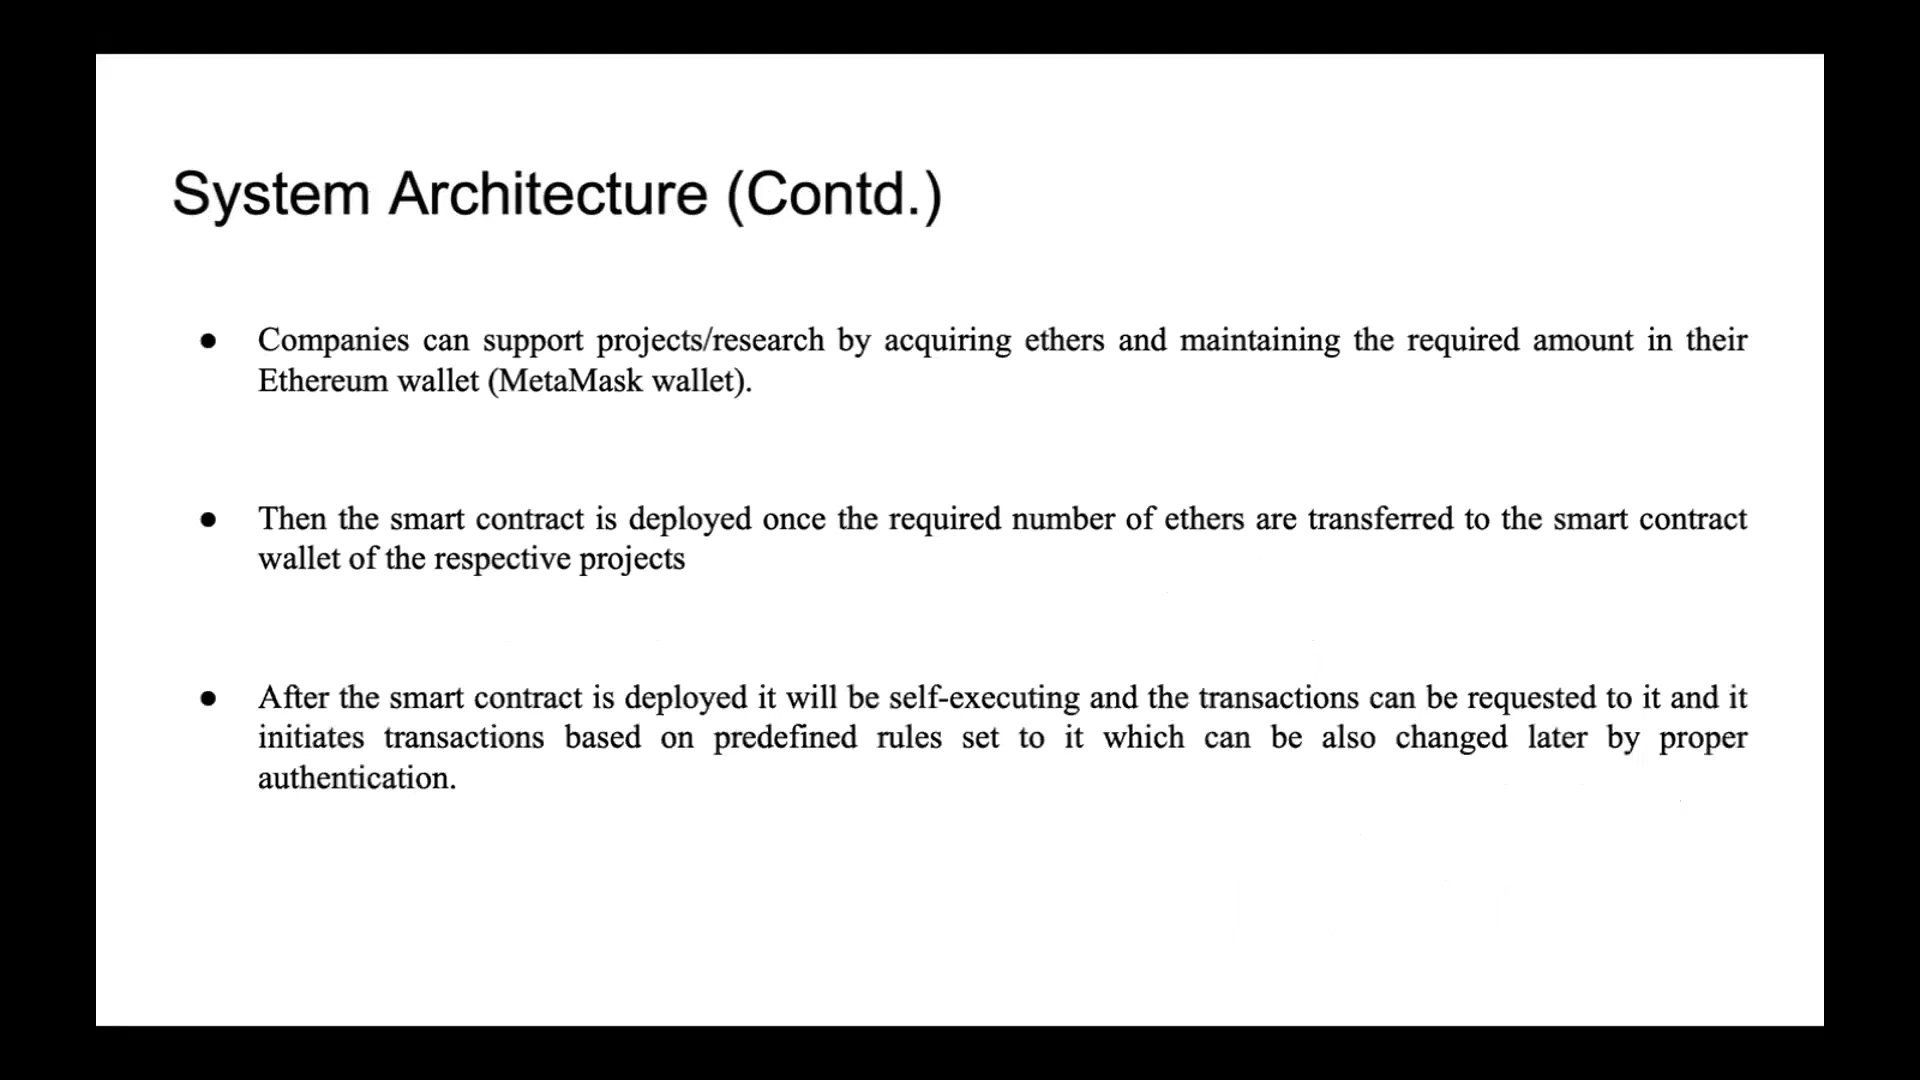 System Architecture (Contd.)
● Companies can support projects/research by acquiring ethers and maintaining the required amount in their
Ethereum wallet (MetaMask wallet).
● Then the smart contract is deployed once the required number of ethers are transferred to the smart contract
wallet of the respective projects
● After the smart contract is deployed it will be self-executing and the transactions can be requested to it and it
initiates transactions based on predefined rules set to it which can be also changed later by proper
authentication.